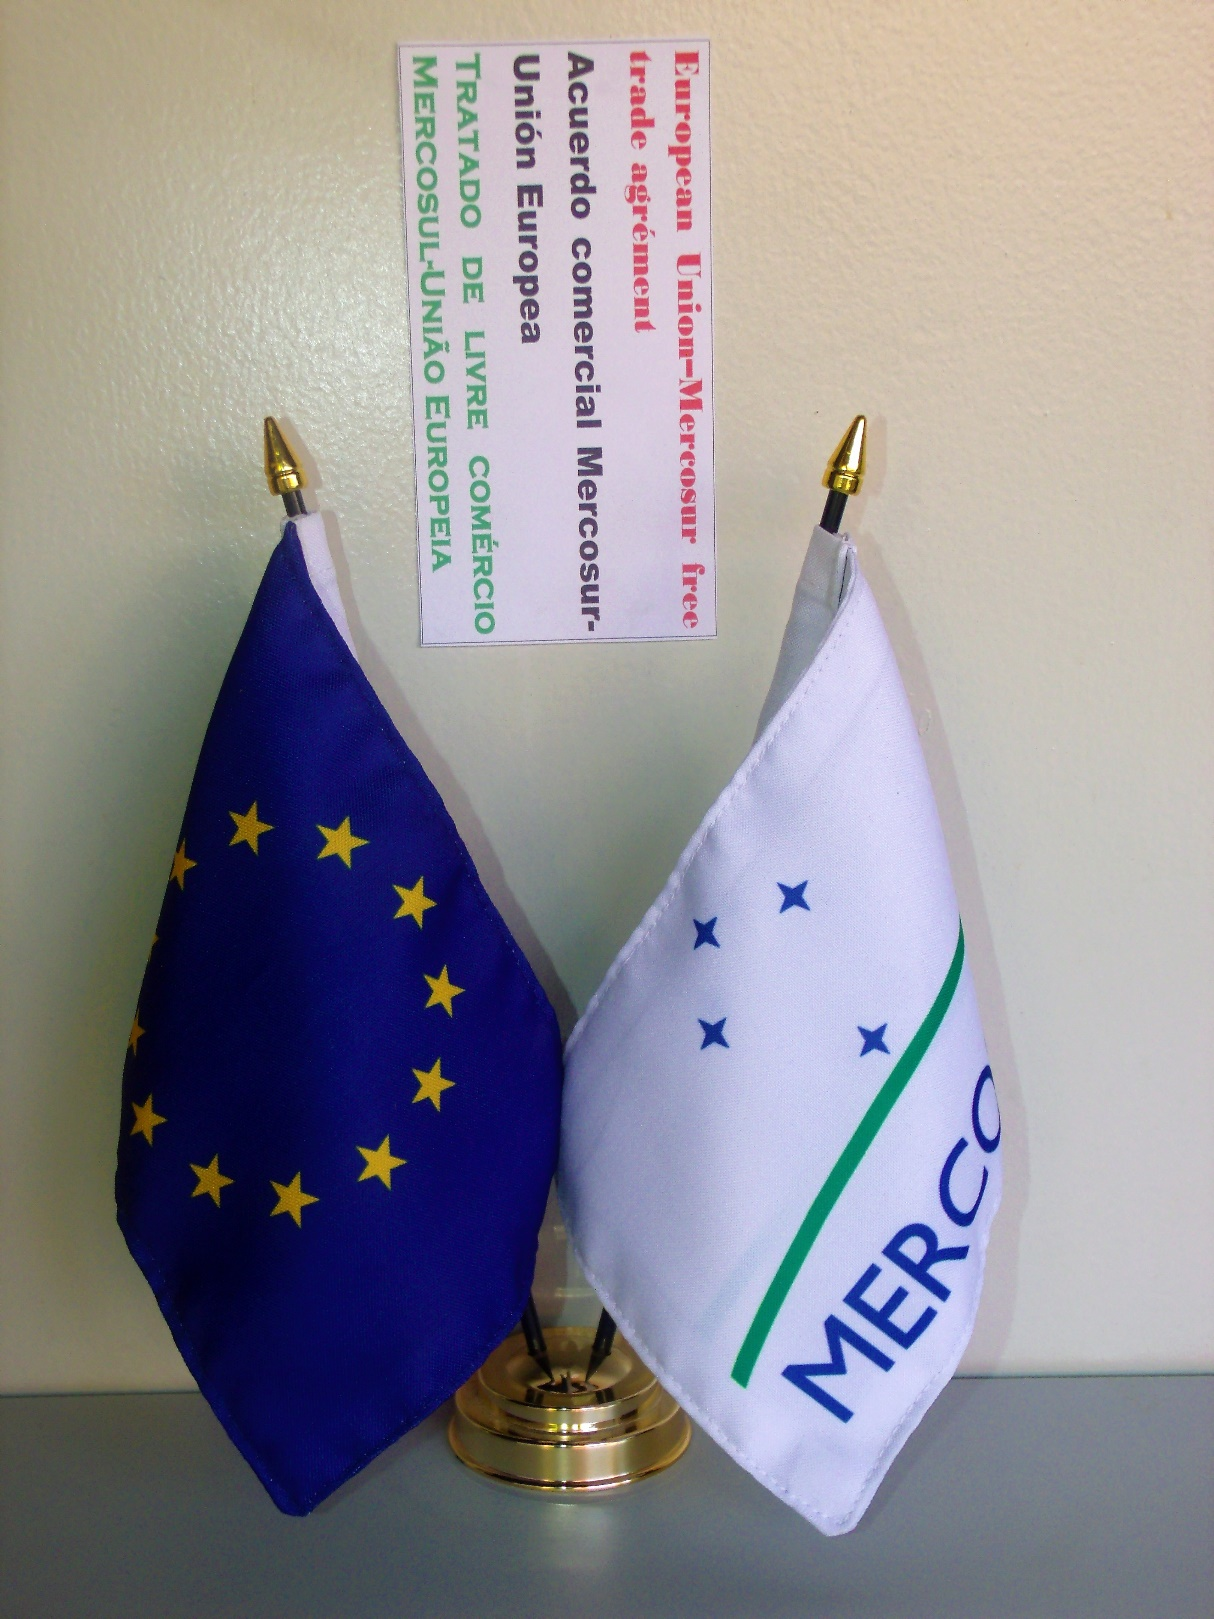 European Union-Mercosur free
trade agrément
Acuerdo comercial Mercosur-
Unión Europea
TRATADO DE LIVRE COMÉRCIO
MERCOSUL-UNIÃO EUROPEIA
MERCO